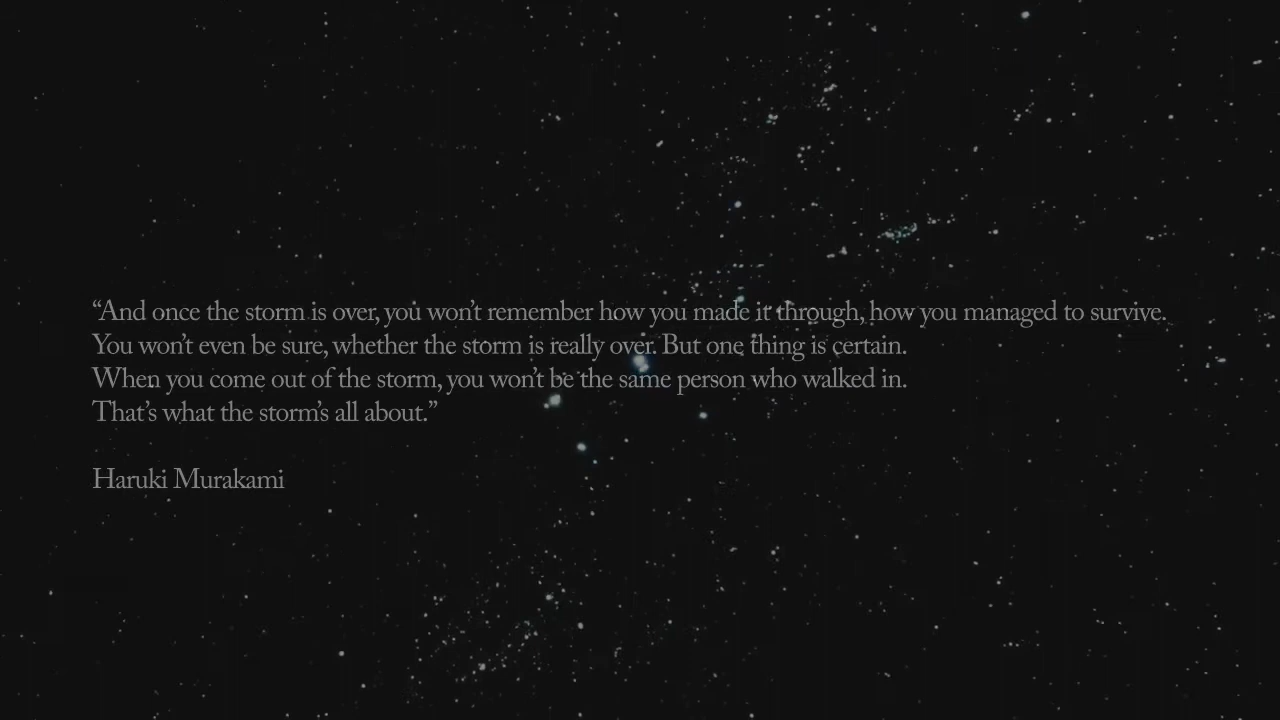 “And once the storm is over, you won’t remember how you made it through, how you managed to survive.
You won’t even be sure, whether the storm is really over. But one thing is certain.
When you come out of the storm, you won’t be the same person who walked in.
That’s what the storm’s all about.”
Haruki Murakami